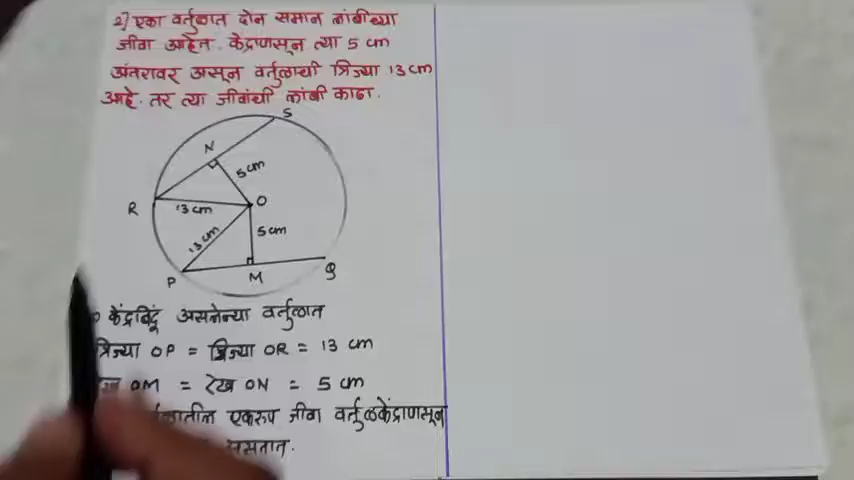 2) एका वर्तुळात दोन समान लांबीच्या
जीवा आहेत. केंद्रापासून त्या 5 cm
अंतरावर असून वर्तुळाची त्रिज्या 13 cm
आहे. तर त्या जीवांची लांबी काढा.
S
N
5 cm
R
13 cm
O
13 cm
5 cm
P
M
Q
केंद्रबिंदू असलेल्या वर्तुळात
त्रिज्या OP = त्रिज्या OR = 13 cm
OM = रेख ON = 5 cm
एकरूप जीवा वर्तुळकेंद्रापासून
असतात.